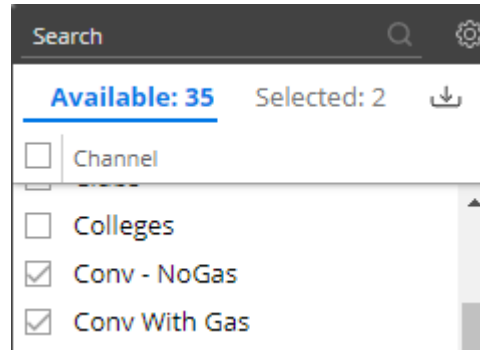 Search
Available: 35 Selected: 2
Channel
Colleges
Conv - NoGas
Conv With Gas